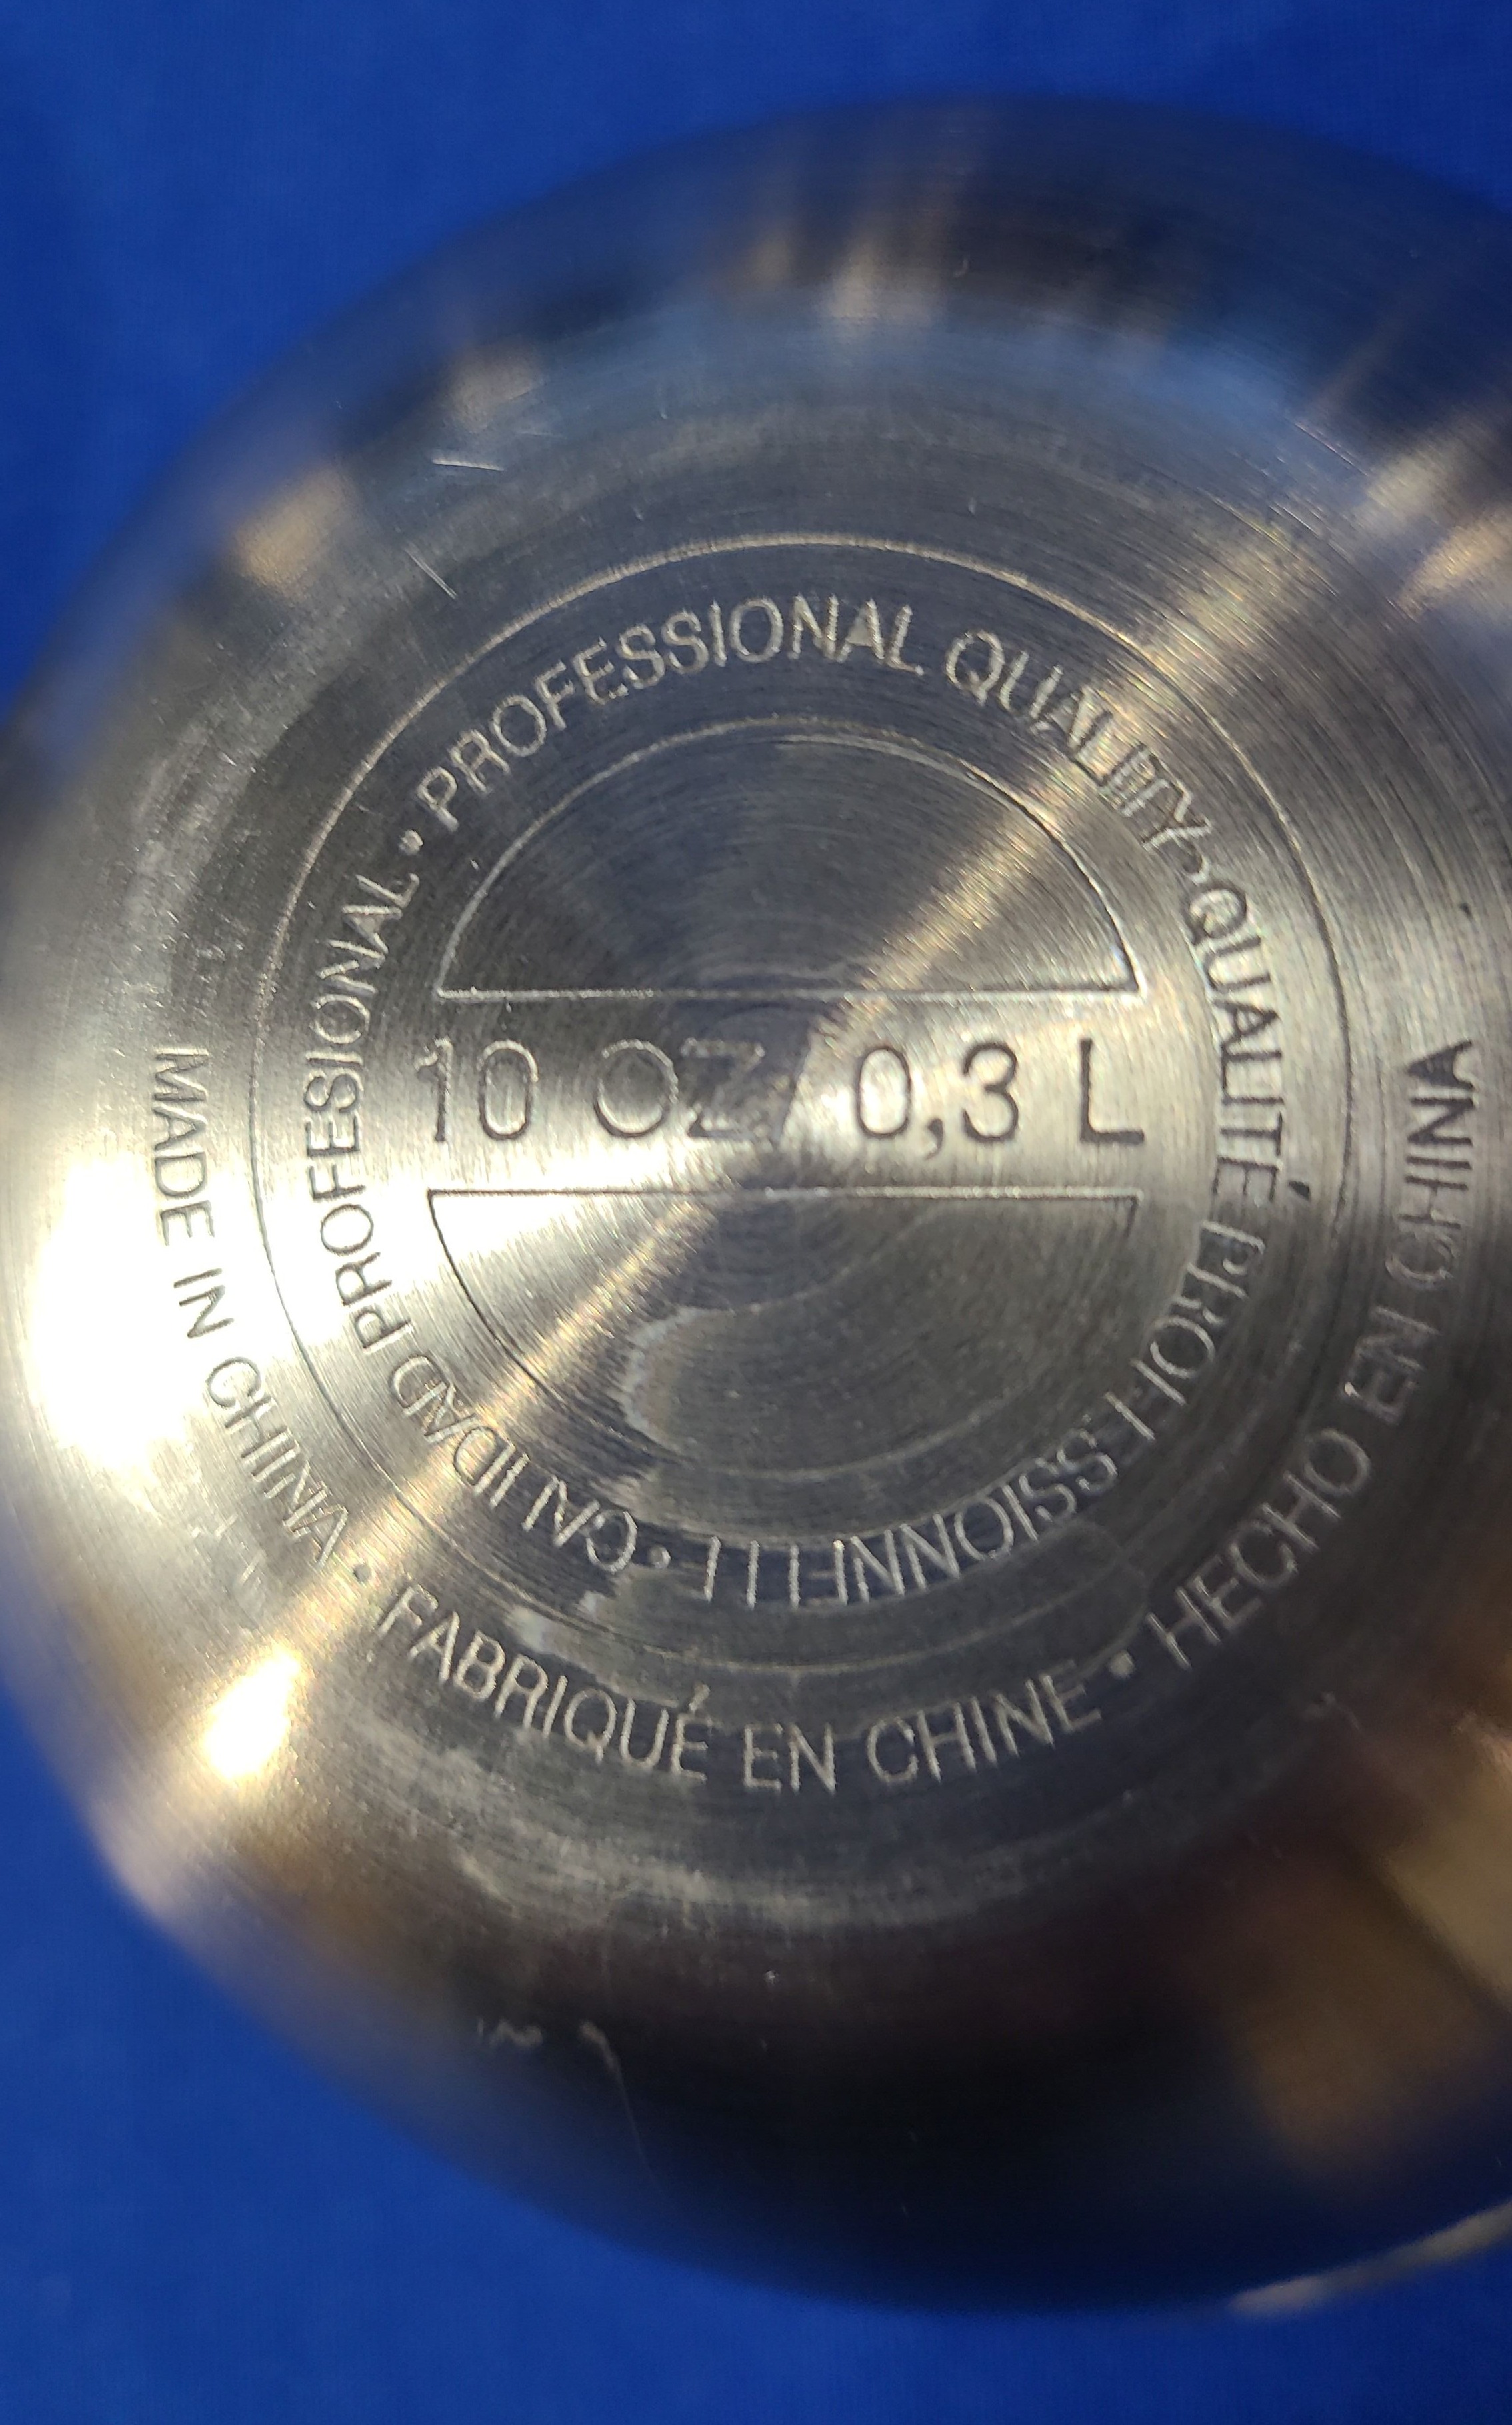 PROFESSIONAL QUALITY • QUALITÉ PROFESSIONNELLE • CALIDAD PROFESSIONAL •
10 OZ / 0,3 L
MADE IN CHINA • FABRIQUÉ EN CHINE • HECHO EN CHINA